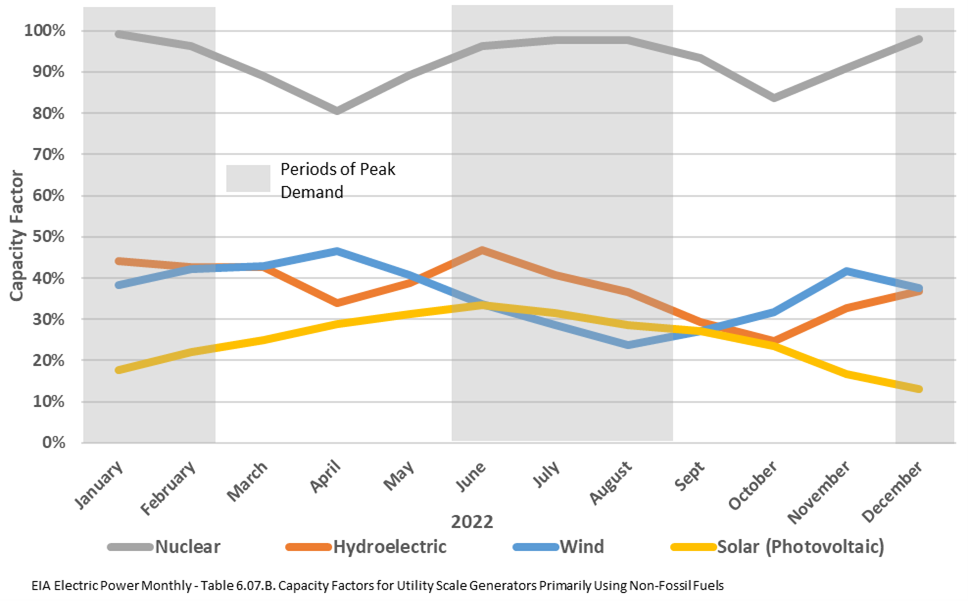 100%
90%
80%
70%
60%
50%
40%
30%
20%
10%
0%
Capacity Factor
Periods of Peak
Demand
January
February
March
April
May
June
July
August
Sept
October
November
December
2022
Nuclear
Hydroelectric
Wind
Solar (Photovoltaic)
EIA Electric Power Monthly - Table 6.07.B. Capacity Factors for Utility Scale Generators Primarily Using Non-Fossil Fuels